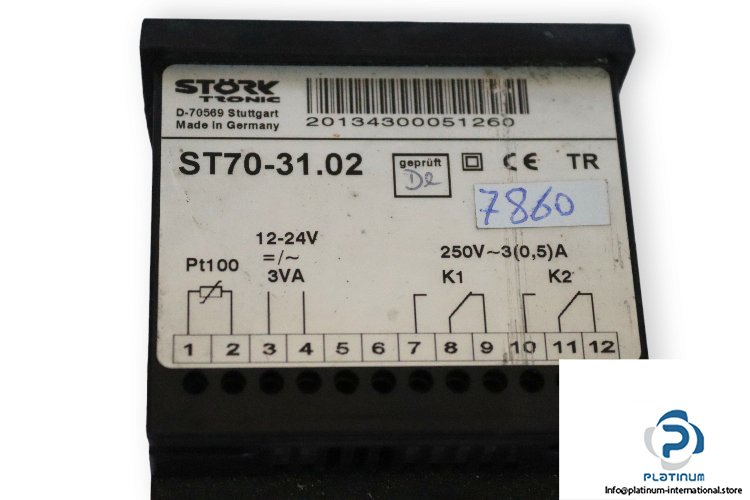 STÖRK
TRONIC
D-70569 Stuttgart
Made in Germany
20134300051260
ST70-31.02
geprüft
De
CE
TR
7860
12-24V
=/~
3VA
Pt100
250V~3(0,5)A
K1
K2
1 2 3 4 5 6 7 8 9 10 11 12
PLATINUM
Info@platinum-international.store